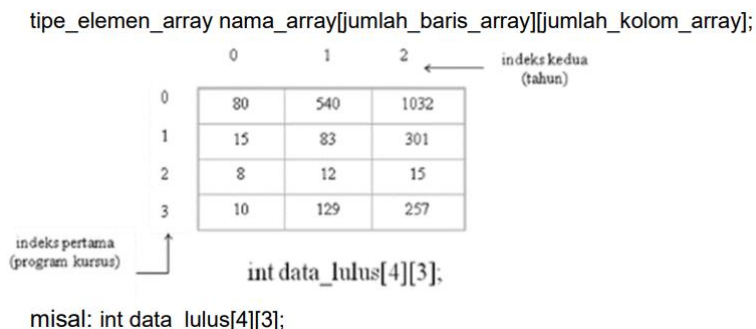 tipe_elemen_array nama_array[jumlah_baris_array][jumlah_kolom_array];
0 1 2 indeks kedua
(tahun)
0 80 540 1032
1 15 83 301
2 8 12 15
3 10 129 257
indeks pertama
(program kursus)
int data_lulus[4][3];
misal: int data_lulus[4][3];